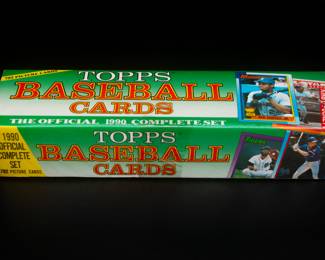 792 PICTURE CARDS
TOPPS
BASEBALL
CARDS
THE OFFICIAL 1990 COMPLETE SET
1990
OFFICIAL
COMPLETE
SET
792 PICTURE CARDS
TOPPS
BASEBALL
CARDS